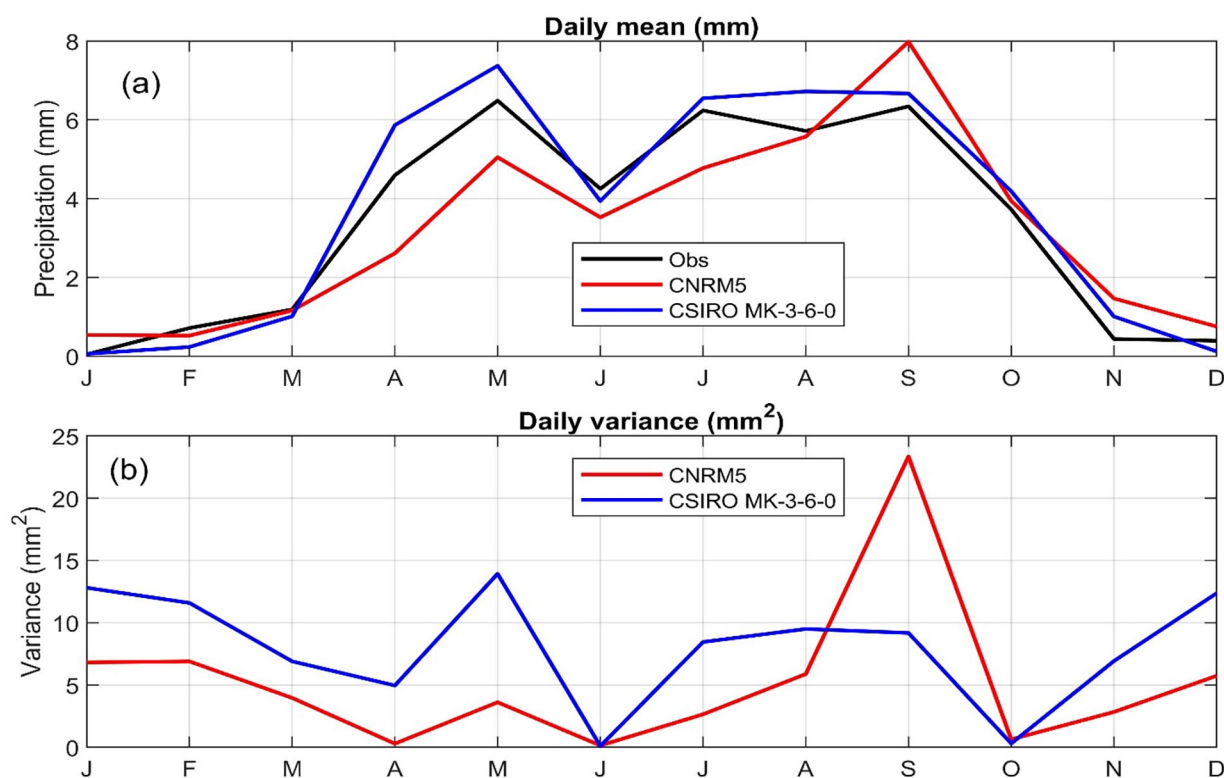 Daily mean (mm)
(a)
Precipitation (mm)
8
6
4
2
0
Obs
CNRM5
CSIRO MK-3-6-0
J F M A M J J A S O N D
Daily variance (mm²)
(b)
Variance (mm²)
25
20
15
10
5
0
CNRM5
CSIRO MK-3-6-0
J F M A M J J A S O N D